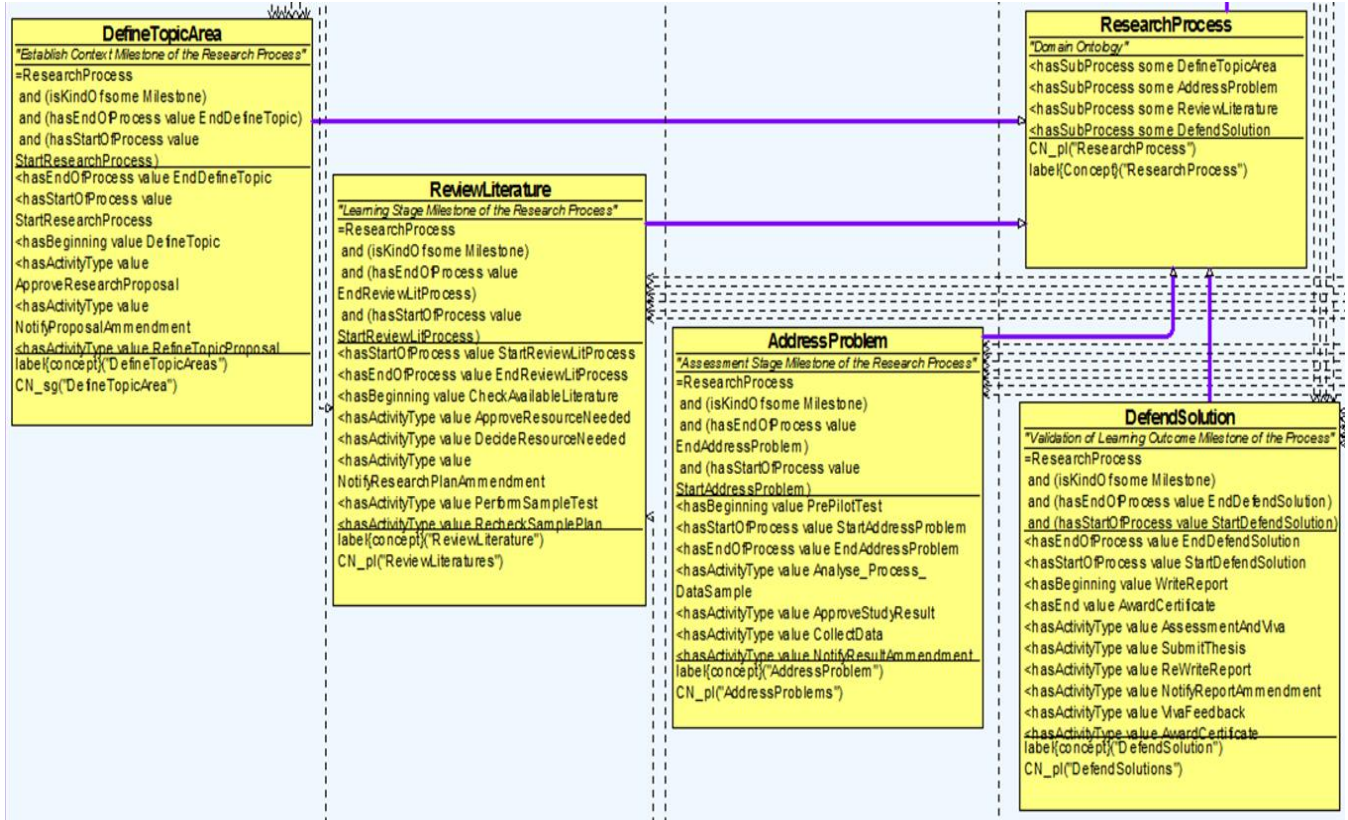 DefineTopicArea
"Establish Context Milestone of the Research Process"
=ResearchProcess
and (isKindOfsome Milestone)
and (hasEndOfProcess value EndDefineTopic)
and (hasStartOfProcess value
StartResearchProcess)
<hasEndOfProcess value EndDefineTopic
<hasStartOfProcess value
StartResearchProcess
<hasBeginning value DefineTopic
<hasActivityType value
ApproveResearchProposal
<hasActivityType value
NotifyProposalAmmendment
<hasActivityType value RefineTopicProposal
label{concept}("DefineTopicAreas")
CN_sg("DefineTopicArea")
ReviewLiterature
"Learning Stage Milestone of the Research Process"
=ResearchProcess
and (isKindOfsome Milestone)
and (hasEndOfProcess value
EndReviewLitProcess)
and (hasStartOfProcess value
StartReviewLitProcess)
<hasStartOfProcess value StartReviewLitProcess
<hasEndOfProcess value EndReviewLitProcess
<hasBeginning value CheckAvailableLiterature
<hasActivityType value ApproveResourceNeeded
<hasActivityType value DecideResourceNeeded
<hasActivityType value
NotifyResearchPlanAmmendment
<hasActivityType value PerformSampleTest
<hasActivityType value RecheckSamplePlan
label{concept}("ReviewLiterature")
CN_pl("ReviewLiteratures")
ResearchProcess
"Domain Ontology"
<hasSubProcess some DefineTopicArea
<hasSubProcess some AddressProblem
<hasSubProcess some ReviewLiterature
<hasSubProcess some DefendSolution
CN_pl("ResearchProcess")
label{Concept}("ResearchProcess")
AddressProblem
"Assessment Stage Milestone of the Research Process"
=ResearchProcess
and (isKindOfsome Milestone)
and (hasEndOfProcess value
EndAddressProblem)
and (hasStartOfProcess value
StartAddressProblem)
<hasBeginning value PrePilotTest
<hasStartOfProcess value StartAddressProblem
<hasEndOfProcess value EndAddressProblem
<hasActivityType value Analyse_Process_
DataSample
<hasActivityType value ApproveStudyResult
<hasActivityType value CollectData
<hasActivityType value NotifyResultAmmendment
label{concept}("AddressProblem")
CN_pl("AddressProblems")
DefendSolution
"Validation of Learning Outcome Milestone of the Process"
=ResearchProcess
and (isKindOfsome Milestone)
and (hasEndOfProcess value EndDefendSolution)
and (hasStartOfProcess value StartDefendSolution)
<hasEndOfProcess value EndDefendSolution
<hasStartOfProcess value StartDefendSolution
<hasBeginning value WriteReport
<hasEnd value AwardCertificate
<hasActivityType value AssessmentAndViva
<hasActivityType value SubmitThesis
<hasActivityType value ReWriteReport
<hasActivityType value NotifyReportAmmendment
<hasActivityType value VivaFeedback
<hasActivityType value AwardCertificate
label{concept}("DefendSolution")
CN_pl("DefendSolutions")